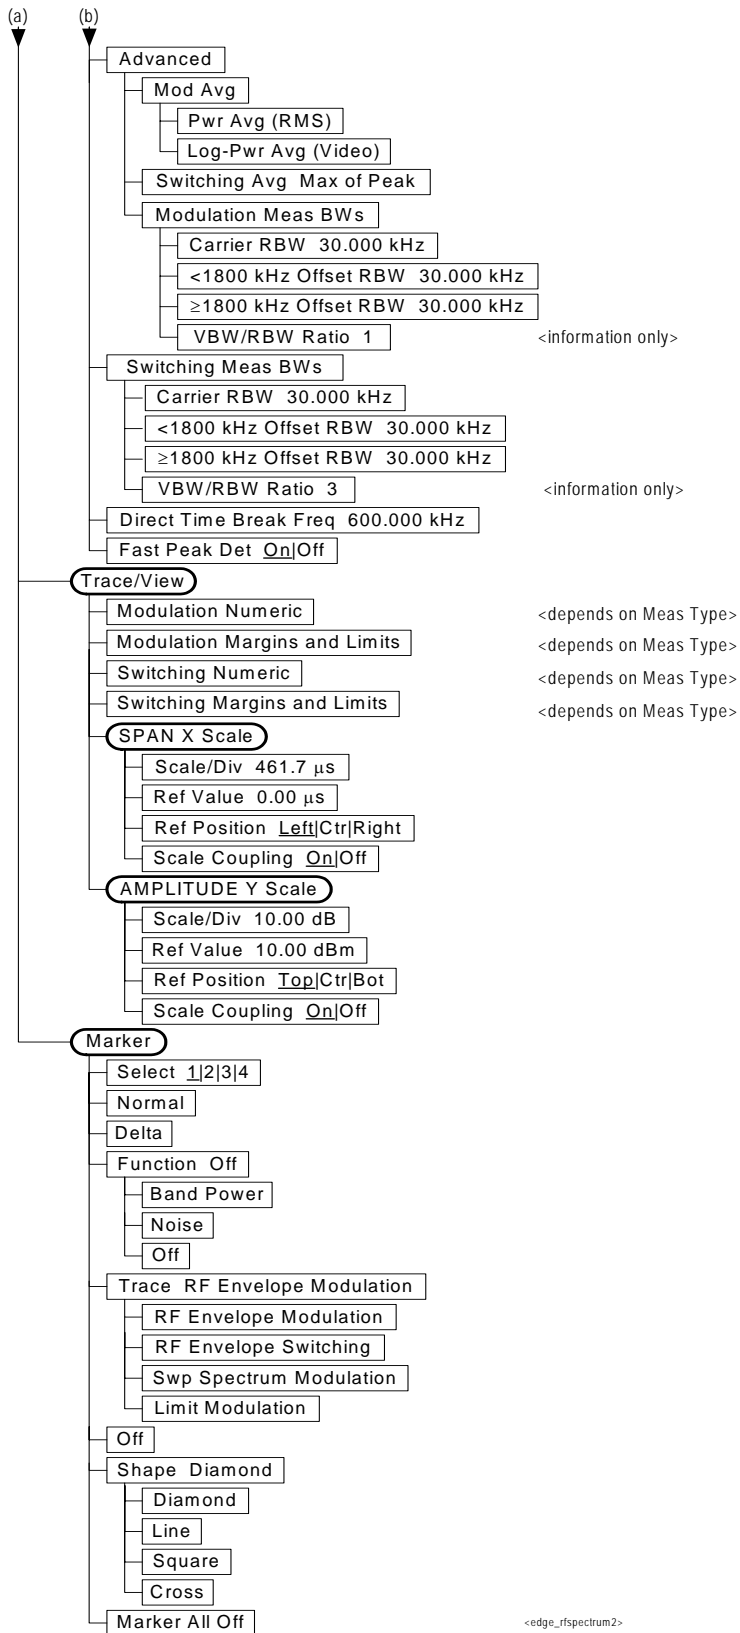 (a) (b)
Advanced
Mod Avg
Pwr Avg (RMS)
Log-Pwr Avg (Video)
Switching Avg Max of Peak
Modulation Meas BWs
Carrier RBW 30.000 kHz
<1800 kHz Offset RBW 30.000 kHz
≥1800 kHz Offset RBW 30.000 kHz
VBW/RBW Ratio 1 <information only>
Switching Meas BWs
Carrier RBW 30.000 kHz
<1800 kHz Offset RBW 30.000 kHz
≥1800 kHz Offset RBW 30.000 kHz
VBW/RBW Ratio 3 <information only>
Direct Time Break Freq 600.000 kHz
Fast Peak Det On|Off
Trace/View
Modulation Numeric <depends on Meas Type>
Modulation Margins and Limits <depends on Meas Type>
Switching Numeric <depends on Meas Type>
Switching Margins and Limits <depends on Meas Type>
SPAN X Scale
Scale/Div 461.7 µs
Ref Value 0.00 µs
Ref Position Left|Ctr|Right
Scale Coupling On|Off
AMPLITUDE Y Scale
Scale/Div 10.00 dB
Ref Value 10.00 dBm
Ref Position Top|Ctr|Bot
Scale Coupling On|Off
Marker
Select 1|2|3|4
Normal
Delta
Function Off
Band Power
Noise
Off
Trace RF Envelope Modulation
RF Envelope Modulation
RF Envelope Switching
Swp Spectrum Modulation
Limit Modulation
Off
Shape Diamond
Diamond
Line
Square
Cross
Marker All Off <edge_rfspectrum2>